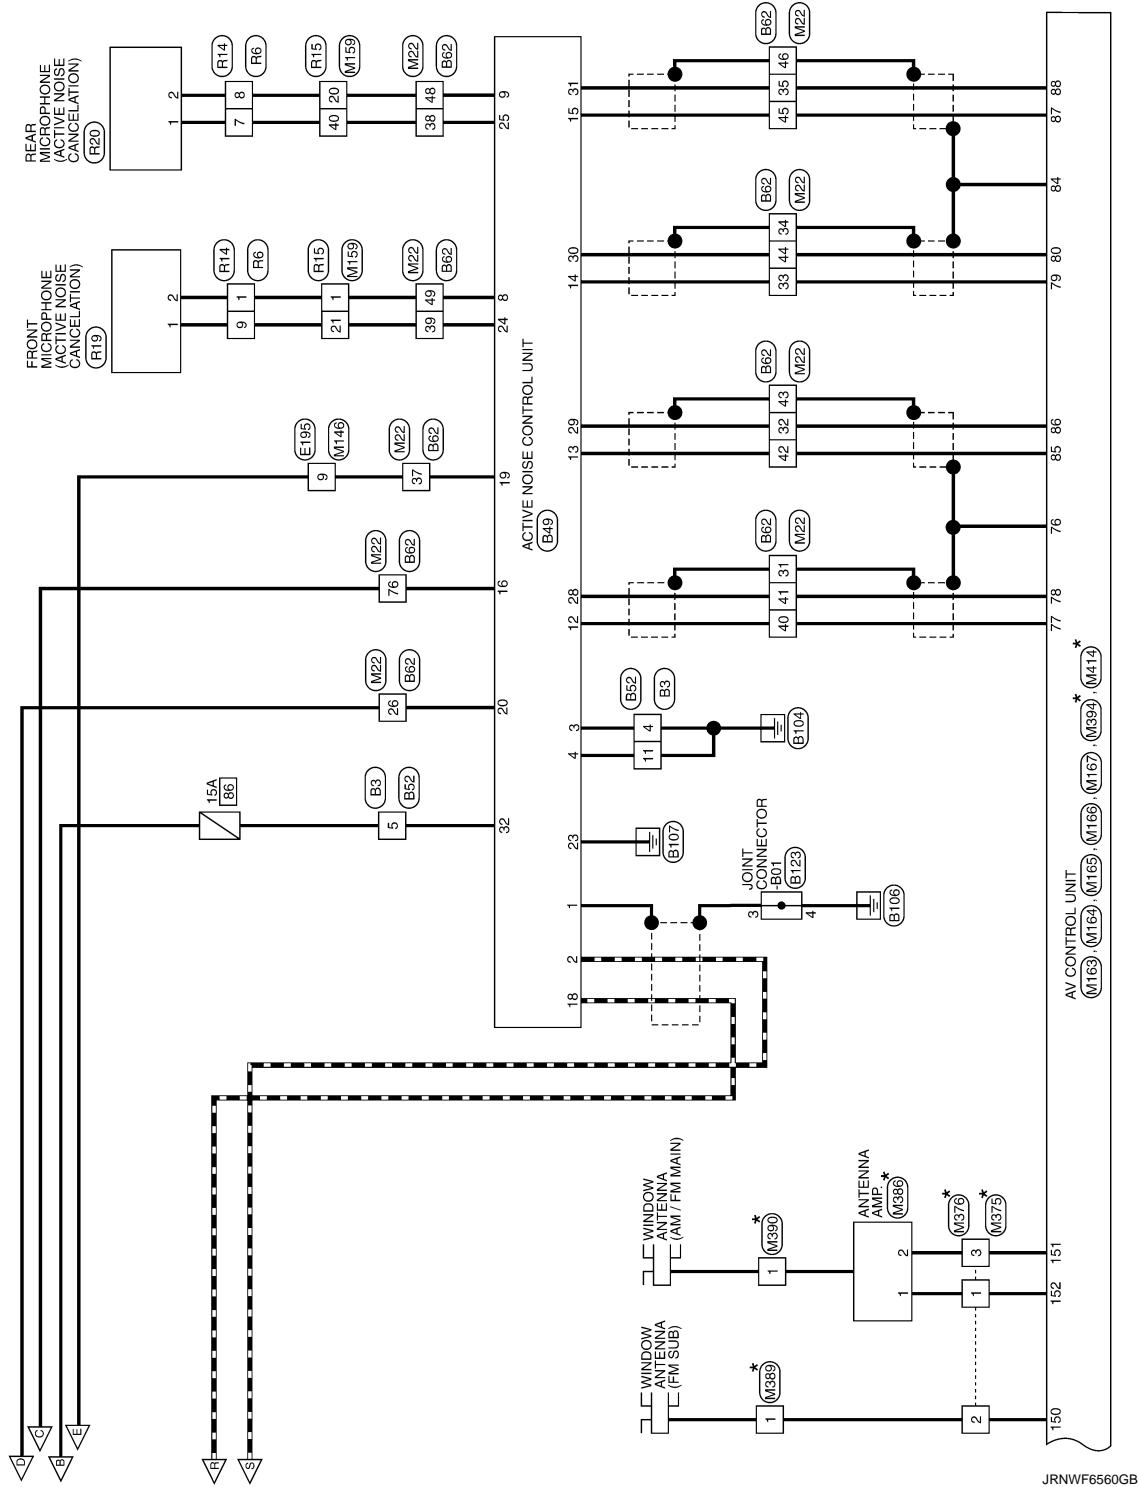 REAR
MICROPHONE
(ACTIVE NOISE
CANCELATION)
R20
2
1
R14
R6
8
7
R15
M159
20
40
M22
B62
48
38
9
25
FRONT
MICROPHONE
(ACTIVE NOISE
CANCELATION)
R19
2
1
R14
R6
1
9
R15
M159
1
21
M22
B62
49
39
8
24
E195
M146
9
M22
B62
37
19
M22
B62
76
16
M22
B62
26
20
15A
86
B3
B52
5
32
ACTIVE NOISE CONTROL UNIT
B49
31
15
B62
M22
46
35
45
88
87
84
30
14
B62
M22
34
44
33
80
79
29
13
B62
M22
43
32
42
86
85
76
28
12
B62
M22
31
41
40
78
77
3
4
B52
B3
4
11
B104
23
B107
1
JOINT
CONNECTOR
-B01
B123
3
4
B106
2
18
D
C
B
E
R
S
WINDOW
ANTENNA
(AM / FM MAIN)
M390 *
1
ANTENNA
AMP.
M386 *
2
1
M376 *
M375 *
3
1
151
152
WINDOW
ANTENNA
(FM SUB)
M389 *
1
2
150
AV CONTROL UNIT
M163 , M164 , M165 , M166 , M167 , M394 * , M414 *
JRNWF6560GB